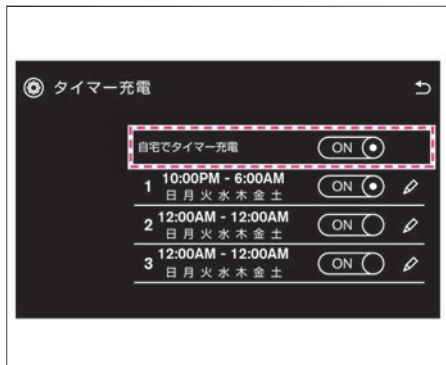 タイマー充電
自宅でタイマー充電 ON
1 10:00PM - 6:00AM ON
日 月 火 水 木 金 土
2 12:00AM - 12:00AM ON
日 月 火 水 木 金 土
3 12:00AM - 12:00AM ON
日 月 火 水 木 金 土